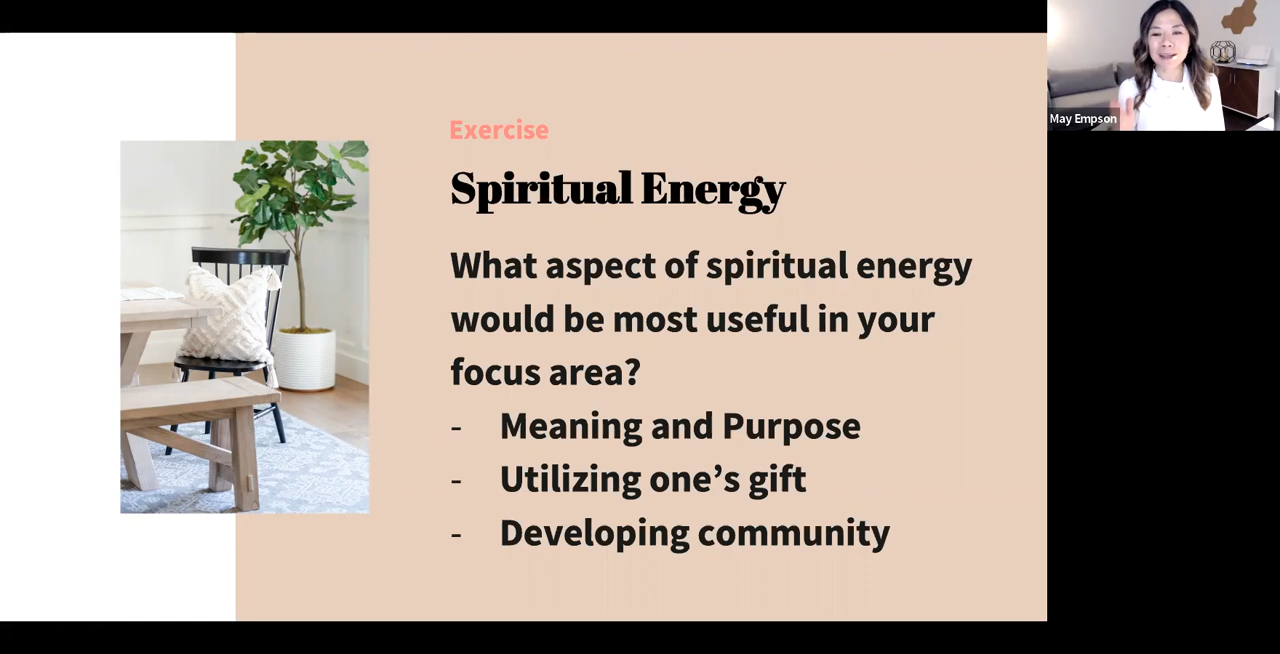 Exercise
Spiritual Energy
What aspect of spiritual energy
would be most useful in your
focus area?
- Meaning and Purpose
- Utilizing one’s gift
- Developing community
May Empson